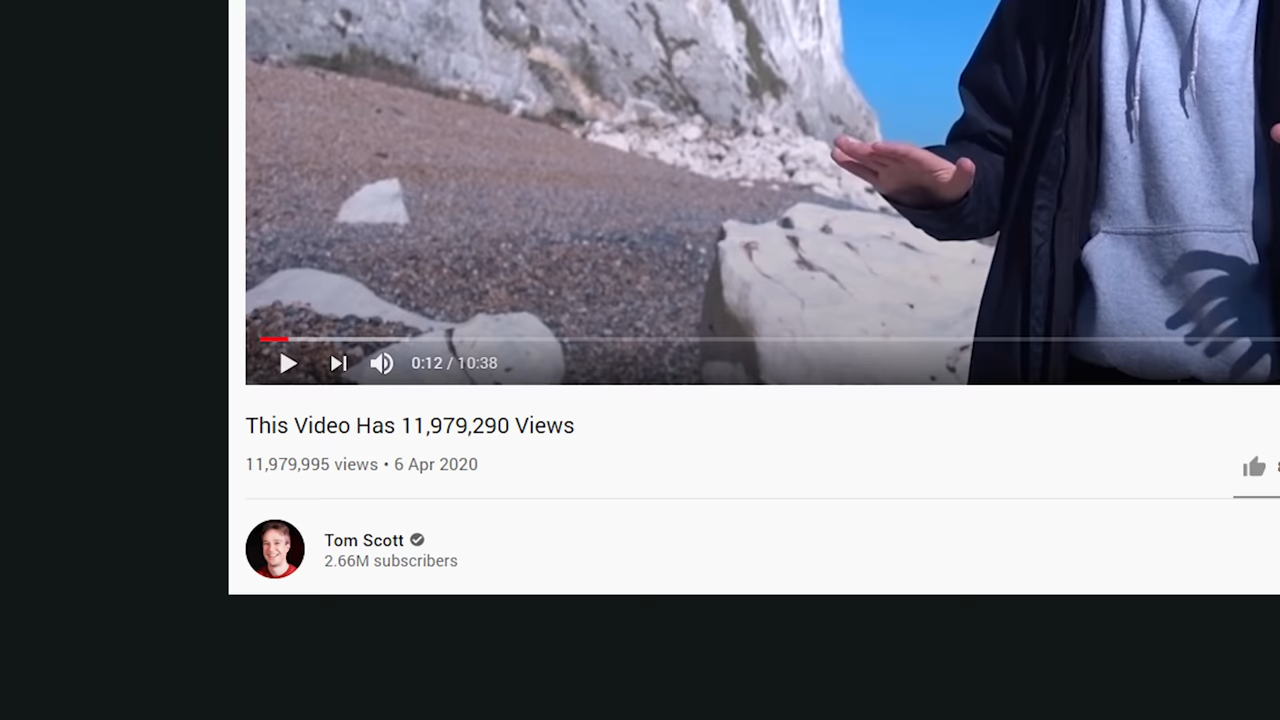 0:12 / 10:38
This Video Has 11,979,290 Views
11,979,995 views • 6 Apr 2020
Tom Scott
2.66M subscribers